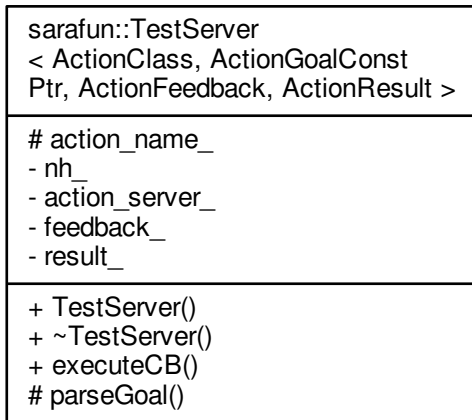 sarafun::TestServer
< ActionClass, ActionGoalConst
Ptr, ActionFeedback, ActionResult >
# action_name_
- nh_
- action_server_
- feedback_
- result_
+ TestServer()
+ ~TestServer()
+ executeCB()
# parseGoal()